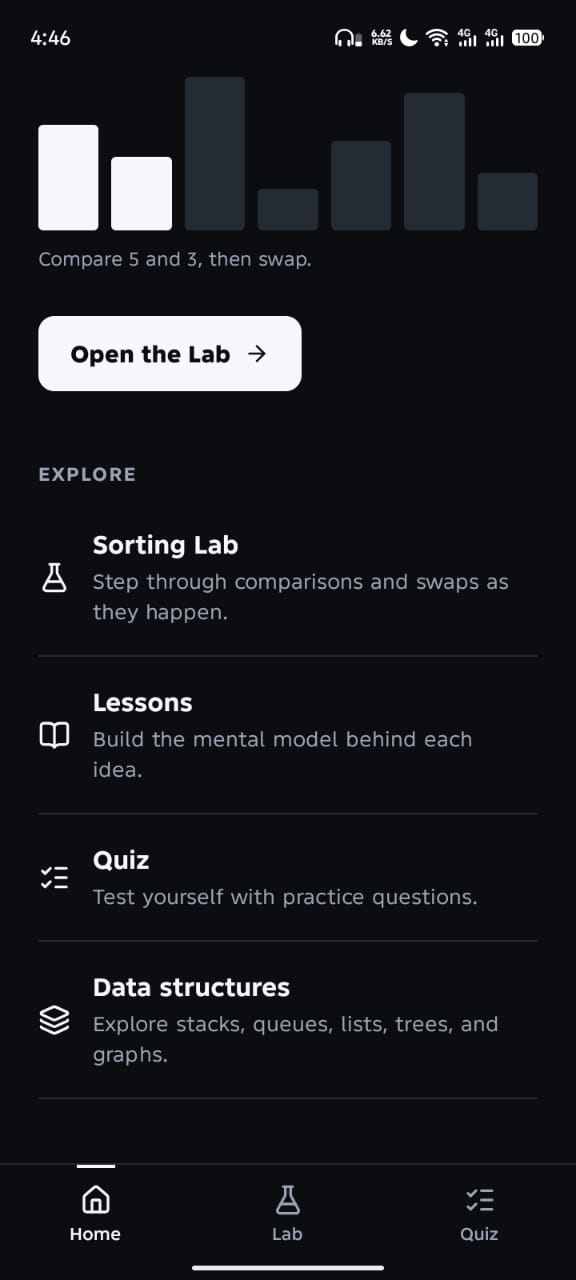 4:46
6.62
KB/S
4G
4G
100
Compare 5 and 3, then swap.
Open the Lab →
EXPLORE
Sorting Lab
Step through comparisons and swaps as
they happen.
Lessons
Build the mental model behind each
idea.
Quiz
Test yourself with practice questions.
Data structures
Explore stacks, queues, lists, trees, and
graphs.
Home
Lab
Quiz